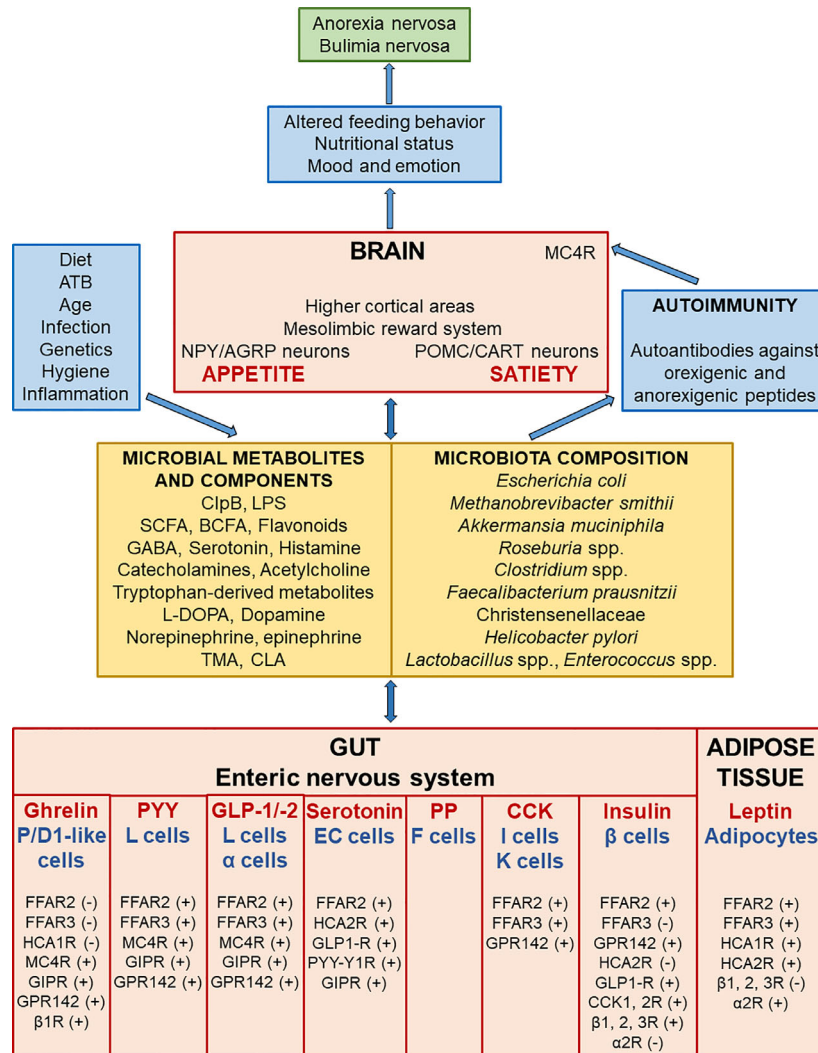 Anorexia nervosa
Bulimia nervosa
Altered feeding behavior
Nutritional status
Mood and emotion
BRAIN
MC4R
Higher cortical areas
Mesolimbic reward system
NPY/AGRP neurons
POMC/CART neurons
APPETITE
SATIETY
Diet
ATB
Age
Infection
Genetics
Hygiene
Inflammation
AUTOIMMUNITY
Autoantibodies against
orexigenic and
anorexigenic peptides
MICROBIAL METABOLITES
AND COMPONENTS
ClpB, LPS
SCFA, BCFA, Flavonoids
GABA, Serotonin, Histamine
Catecholamines, Acetylcholine
Tryptophan-derived metabolites
L-DOPA, Dopamine
Norepinephrine, epinephrine
TMA, CLA
MICROBIOTA COMPOSITION
Escherichia coli
Methanobrevibacter smithii
Akkermansia muciniphila
Roseburia spp.
Clostridium spp.
Faecalibacterium prausnitzii
Christensenellaceae
Helicobacter pylori
Lactobacillus spp., Enterococcus spp.
GUT
Enteric nervous system
ADIPOSE
TISSUE
Ghrelin
P/D1-like
cells
FFAR2 (-)
FFAR3 (-)
HCA1R (-)
MC4R (+)
GIPR (+)
GPR142 (+)
β1R (+)
PYY
L cells
FFAR2 (+)
FFAR3 (+)
MC4R (+)
GIPR (+)
GPR142 (+)
GLP-1/-2
L cells
α cells
FFAR2 (+)
FFAR3 (+)
MC4R (+)
GIPR (+)
GPR142 (+)
Serotonin
EC cells
FFAR2 (+)
HCA2R (+)
GLP1-R (+)
PYY-Y1R (+)
GIPR (+)
PP
F cells
CCK
I cells
K cells
FFAR2 (+)
FFAR3 (+)
GPR142 (+)
Insulin
β cells
FFAR2 (+)
FFAR3 (-)
GPR142 (+)
HCA2R (-)
GLP1-R (+)
CCK1, 2R (+)
β1, 2, 3R (+)
α2R (-)
Leptin
Adipocytes
FFAR2 (+)
FFAR3 (+)
HCA1R (+)
HCA2R (+)
β1, 2, 3R (-)
α2R (+)